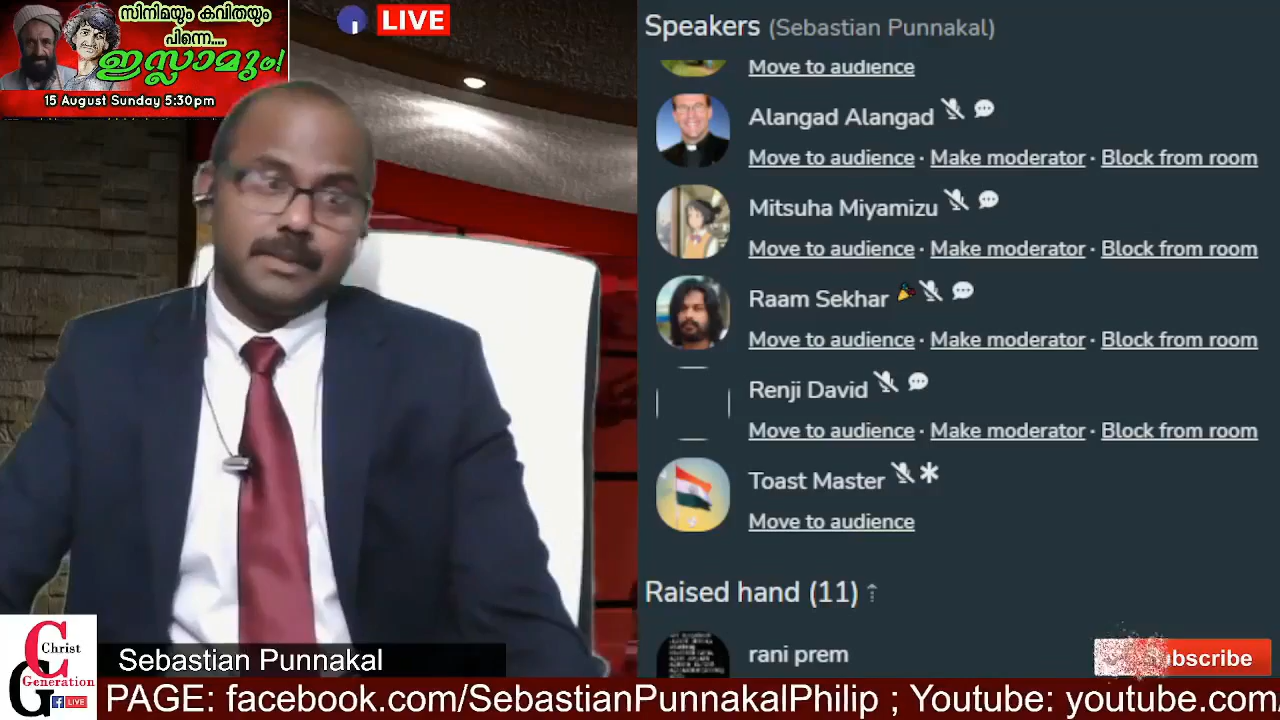 സിനിമയും കവിതയും
പിന്നെ....
ഇസ്ലാമും!
15 August Sunday 5:30pm
LIVE
Speakers (Sebastian Punnakal)
Move to audience
Alangad Alangad
Move to audience · Make moderator · Block from room
Mitsuha Miyamizu
Move to audience · Make moderator · Block from room
Raam Sekhar
Move to audience · Make moderator · Block from room
Renji David
Move to audience · Make moderator · Block from room
Toast Master
Move to audience
Raised hand (11)
rani prem
Christ
Generation
LIVE
Sebastian Punnakal
PAGE: facebook.com/SebastianPunnakalPhilip ; Youtube: youtube.com/